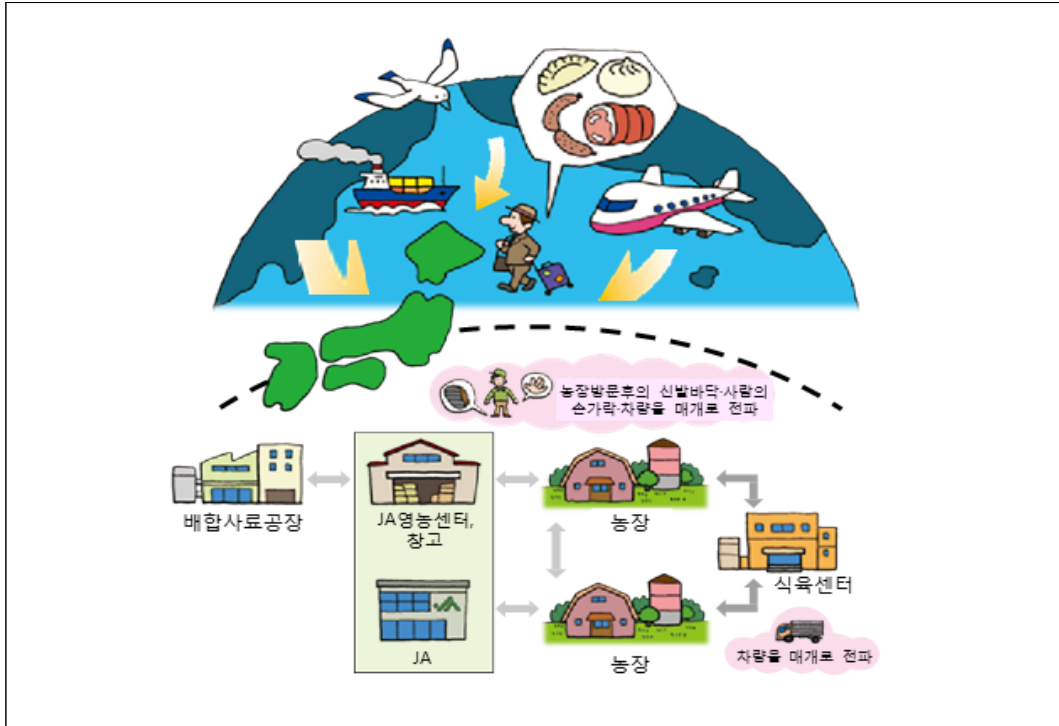 농장방문후의 신발바닥·사람의
손가락·차량을 매개로 전파
배합사료공장
JA영농센터,
창고
농장
식육센터
JA
JA
농장
차량을 매개로 전파